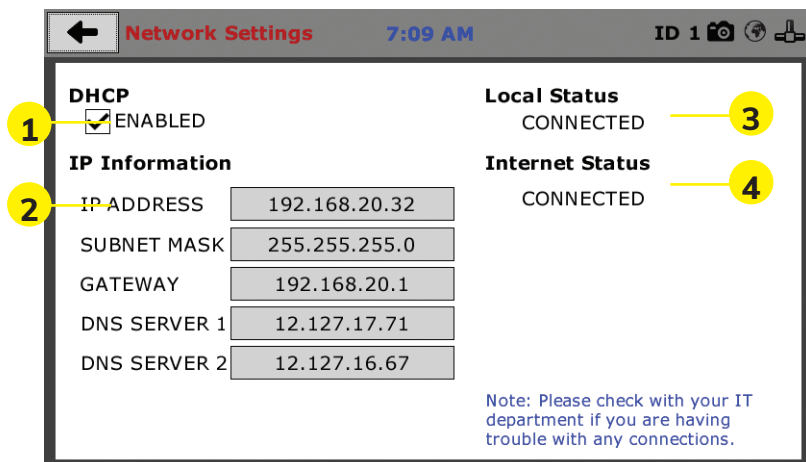 Network Settings 7:09 AM ID 1
DHCP
1 ENABLED
IP Information
2 IP ADDRESS 192.168.20.32
SUBNET MASK 255.255.255.0
GATEWAY 192.168.20.1
DNS SERVER 1 12.127.17.71
DNS SERVER 2 12.127.16.67
Local Status
CONNECTED 3
Internet Status
CONNECTED 4
Note: Please check with your IT
department if you are having
trouble with any connections.